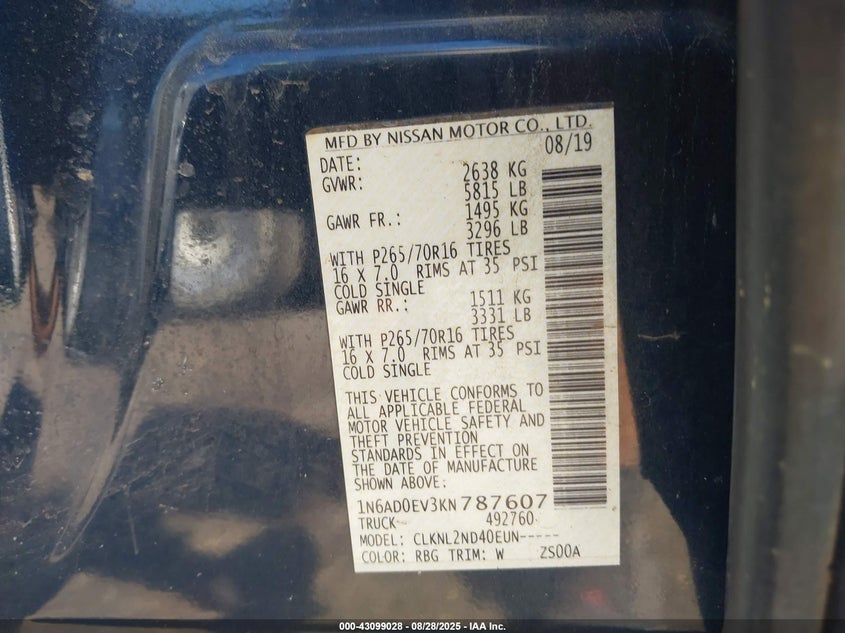 MFD BY NISSAN MOTOR CO., LTD.
DATE: 08/19
GVWR: 2638 KG
5815 LB
GAWR FR.: 1495 KG
3296 LB
WITH P265/70R16 TIRES
16 X 7.0 RIMS AT 35 PSI
COLD SINGLE
GAWR RR.: 1511 KG
3331 LB
WITH P265/70R16 TIRES
16 X 7.0 RIMS AT 35 PSI
COLD SINGLE
THIS VEHICLE CONFORMS TO
ALL APPLICABLE FEDERAL
MOTOR VEHICLE SAFETY AND
THEFT PREVENTION
STANDARDS IN EFFECT ON
THE DATE OF MANUFACTURE
SHOWN ABOVE:
1N6AD0EV3KN787607
TRUCK 492760
MODEL: CLKNL2ND40EUN-----
COLOR: RBG TRIM: W ZS00A
000-43099028 - 08/28/2025 - IAA Inc.